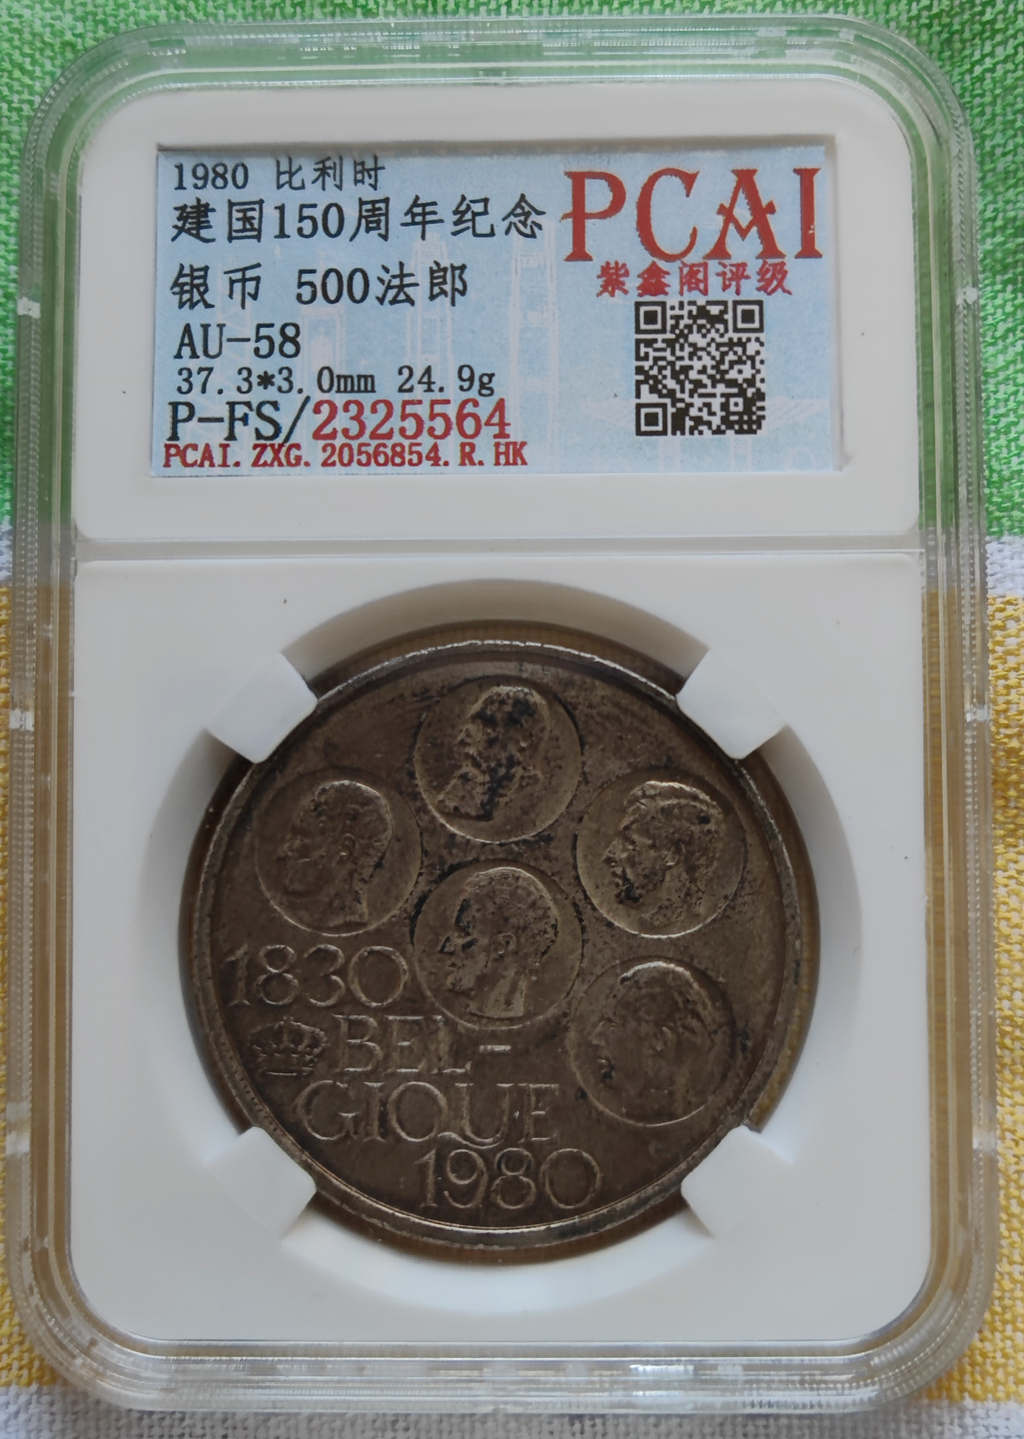 1980 比利时
建国150周年纪念
银币 500法郎
AU-58
37.3*3.0mm 24.9g
P-FS/2325564
PCAI. ZXG. 2056854. R. HK
PCAI
紫鑫阁评级
1830
BEL-
GIQUE
1980